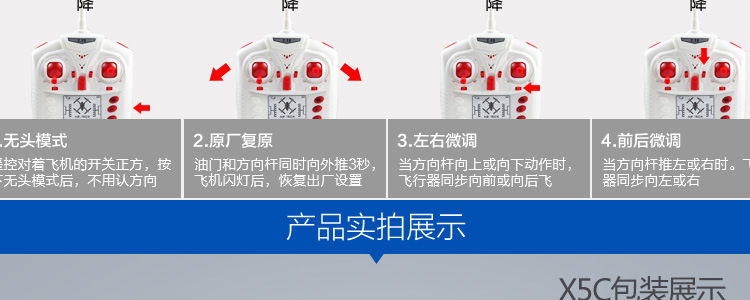 降 降 降 降
.无头模式
遥控对着飞机的开关正方，按
下无头模式后，不用认方向
2.原厂复原
油门和方向杆同时向外推3秒，
飞机闪灯后，恢复出厂设置
3.左右微调
当方向杆向上或向下动作时，
飞行器同步向前或向后飞
4.前后微调
当方向杆推左或右时。飞
器同步向左或右
产品实拍展示
X5C包装展示